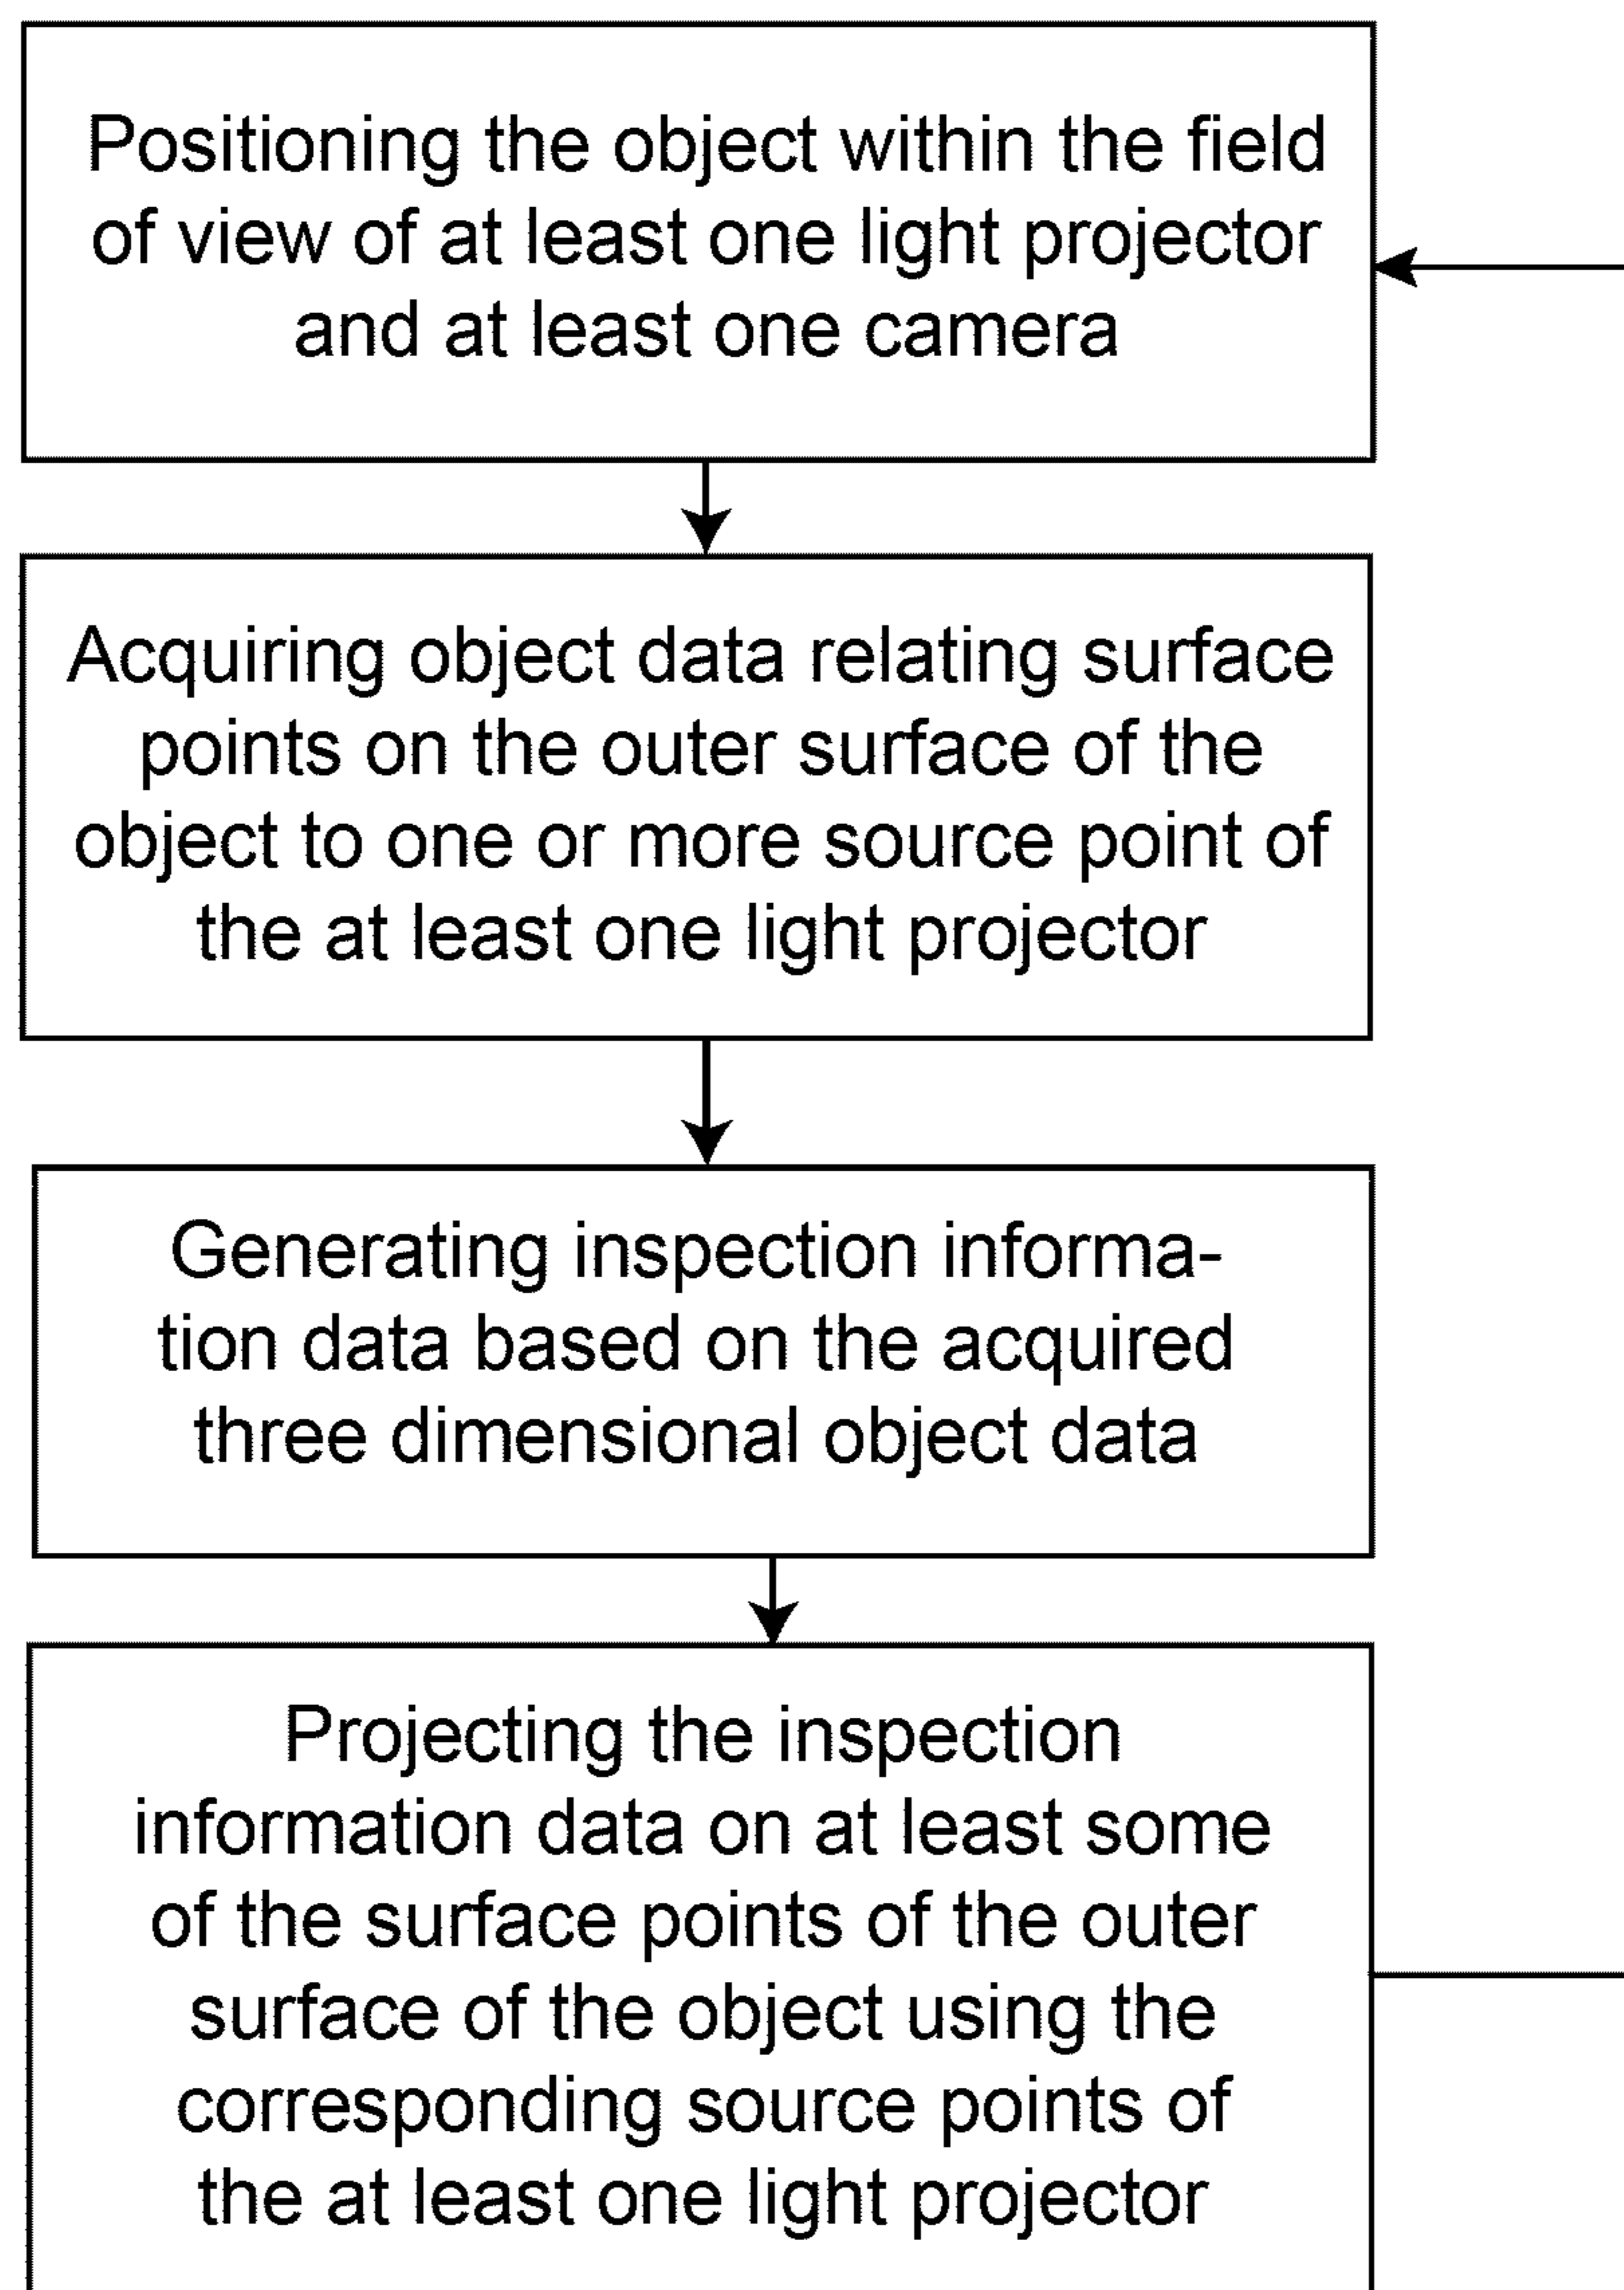 Positioning the object within the field
of view of at least one light projector
and at least one camera
Acquiring object data relating surface
points on the outer surface of the
object to one or more source point of
the at least one light projector
Generating inspection informa-
tion data based on the acquired
three dimensional object data
Projecting the inspection
information data on at least some
of the surface points of the outer
surface of the object using the
corresponding source points of
the at least one light projector